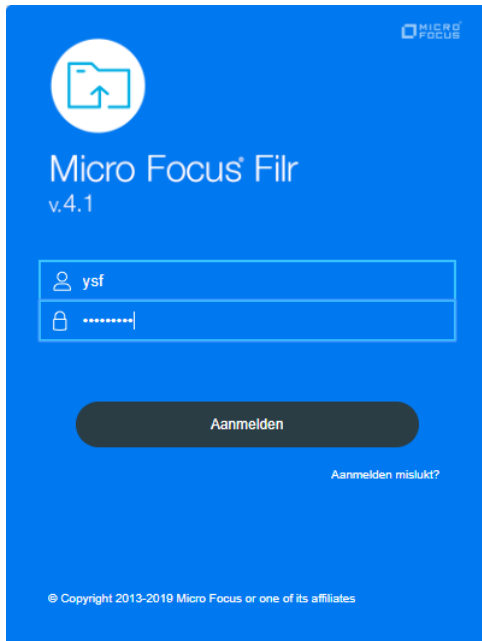 MICRO
FOCUS
Micro Focus® Filr
v.4.1
ysf
•••••••••
Aanmelden
Aanmelden mislukt?
© Copyright 2013-2019 Micro Focus or one of its affiliates